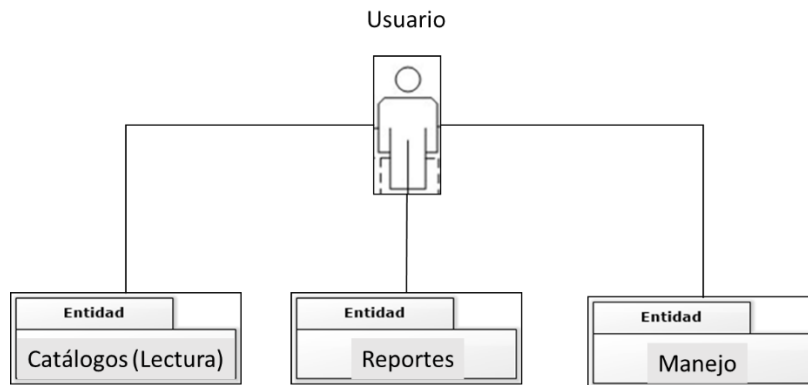 Usuario
Entidad
Catálogos (Lectura)
Entidad
Reportes
Entidad
Manejo